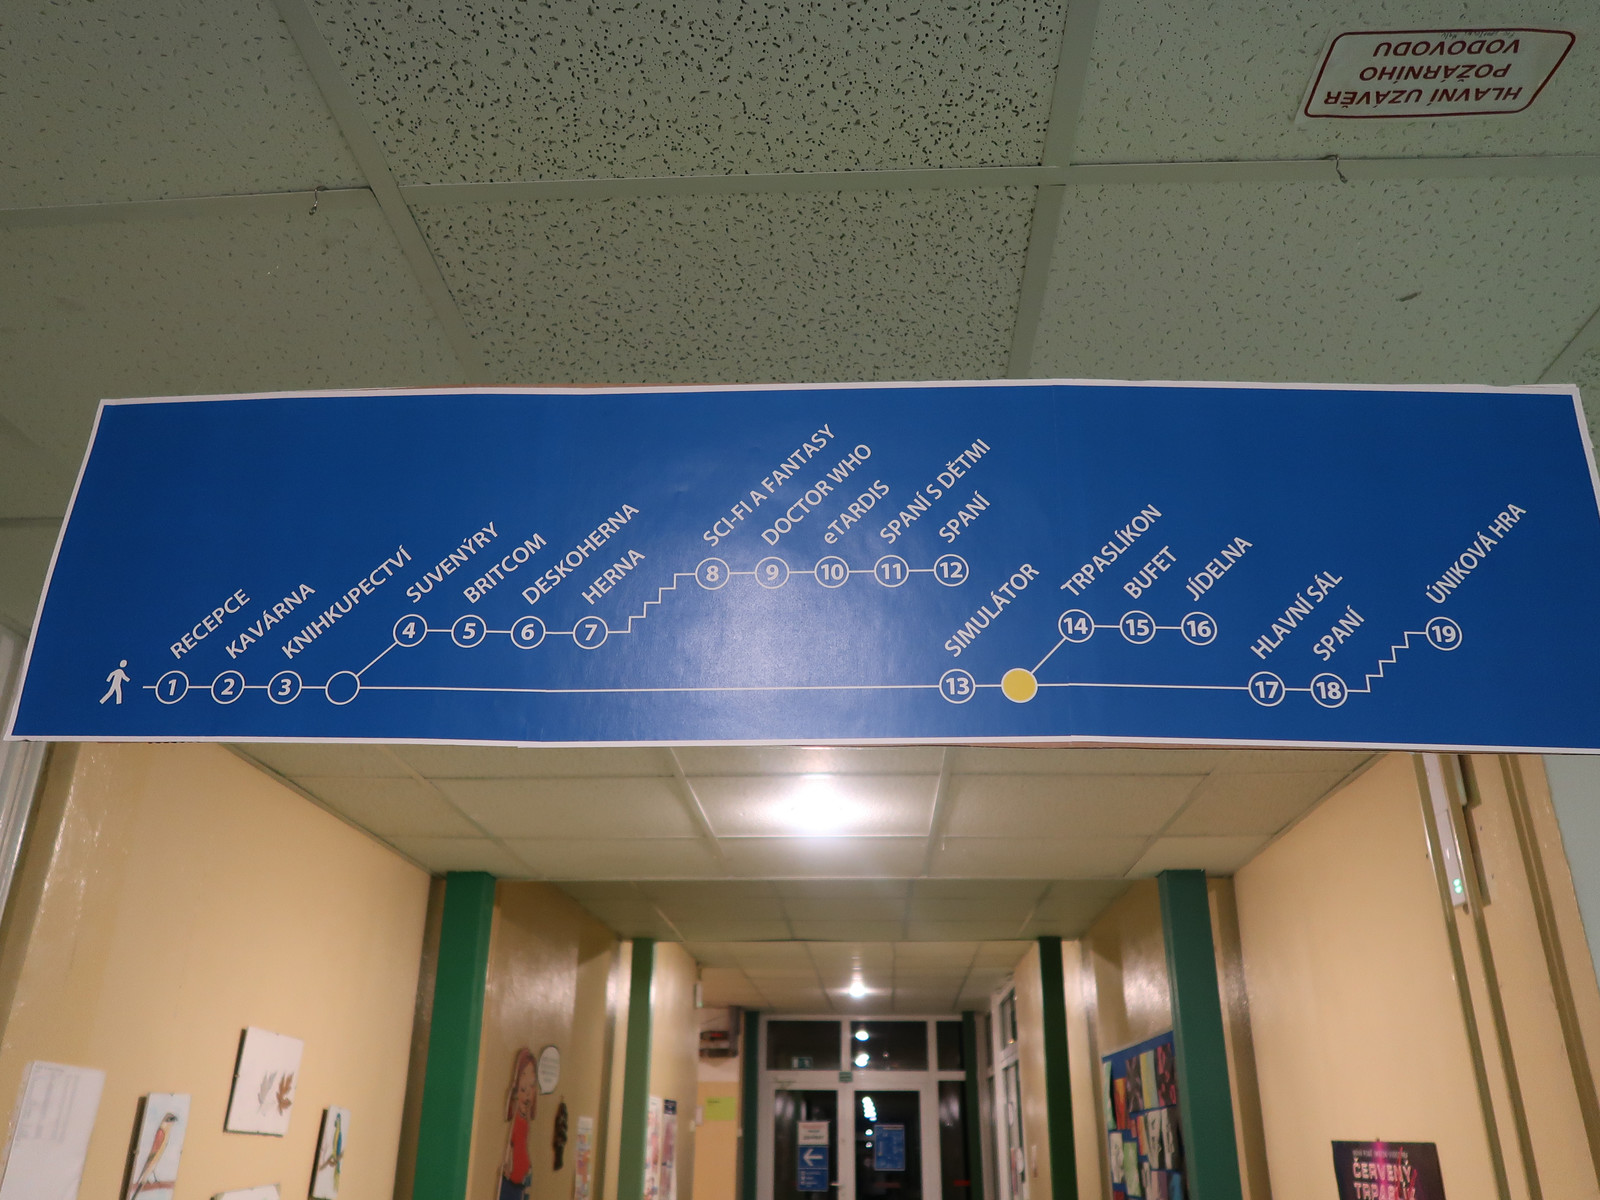 HLAVNÍ UZÁVĚR
POŽÁRNÍHO
VODOVODU
RECEPCE
KAVÁRNA
KNIHKUPECTVÍ
SUVENÝRY
BRITCOM
DESKOHERNA
HERNA
SCI-FI A FANTASY
DOCTOR WHO
eTARDIS
SPANÍ S DĚTMI
SPANÍ
SIMULÁTOR
TRPASLÍKON
BUFET
JÍDELNA
HLAVNÍ SÁL
SPANÍ
ÚNIKOVÁ HRA
8 9 10 11 12
4 5 6 7
14 15 16
19
1 2 3
13
17 18
ČERVENÝ